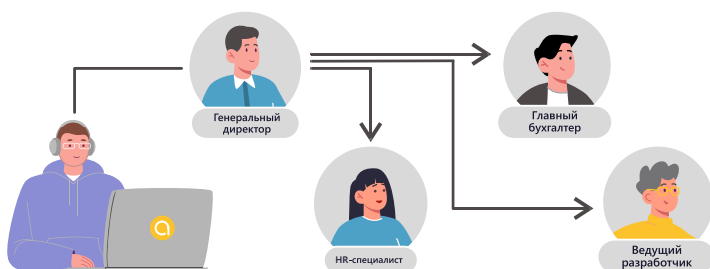 Генеральный
директор
Главный
бухгалтер
HR-специалист
Ведущий
разработчик